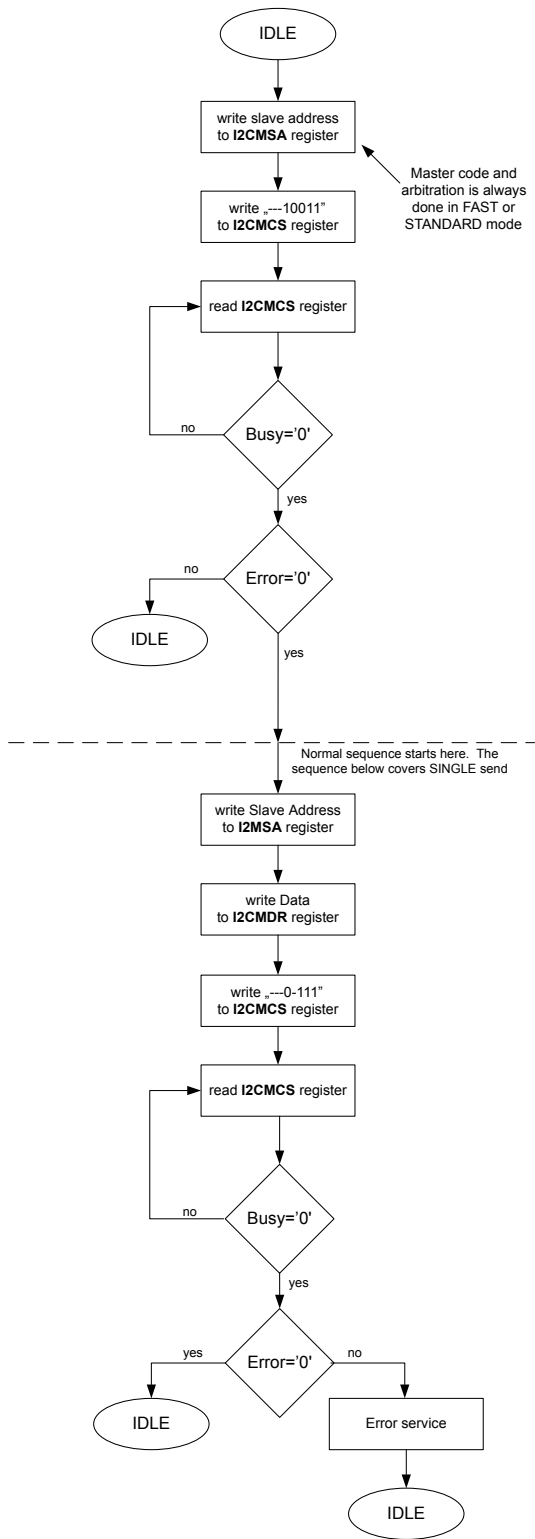 IDLE
write slave address
to I2CMSA register
Master code and
arbitration is always
done in FAST or
STANDARD mode
write „---10011”
to I2CMCS register
read I2CMCS register
Busy='0'
no
yes
Error='0'
no
IDLE
yes
Normal sequence starts here. The
sequence below covers SINGLE send
write Slave Address
to I2MSA register
write Data
to I2CMDR register
write „---0-111”
to I2CMCS register
read I2CMCS register
Busy='0'
no
yes
Error='0'
yes
no
IDLE
Error service
IDLE